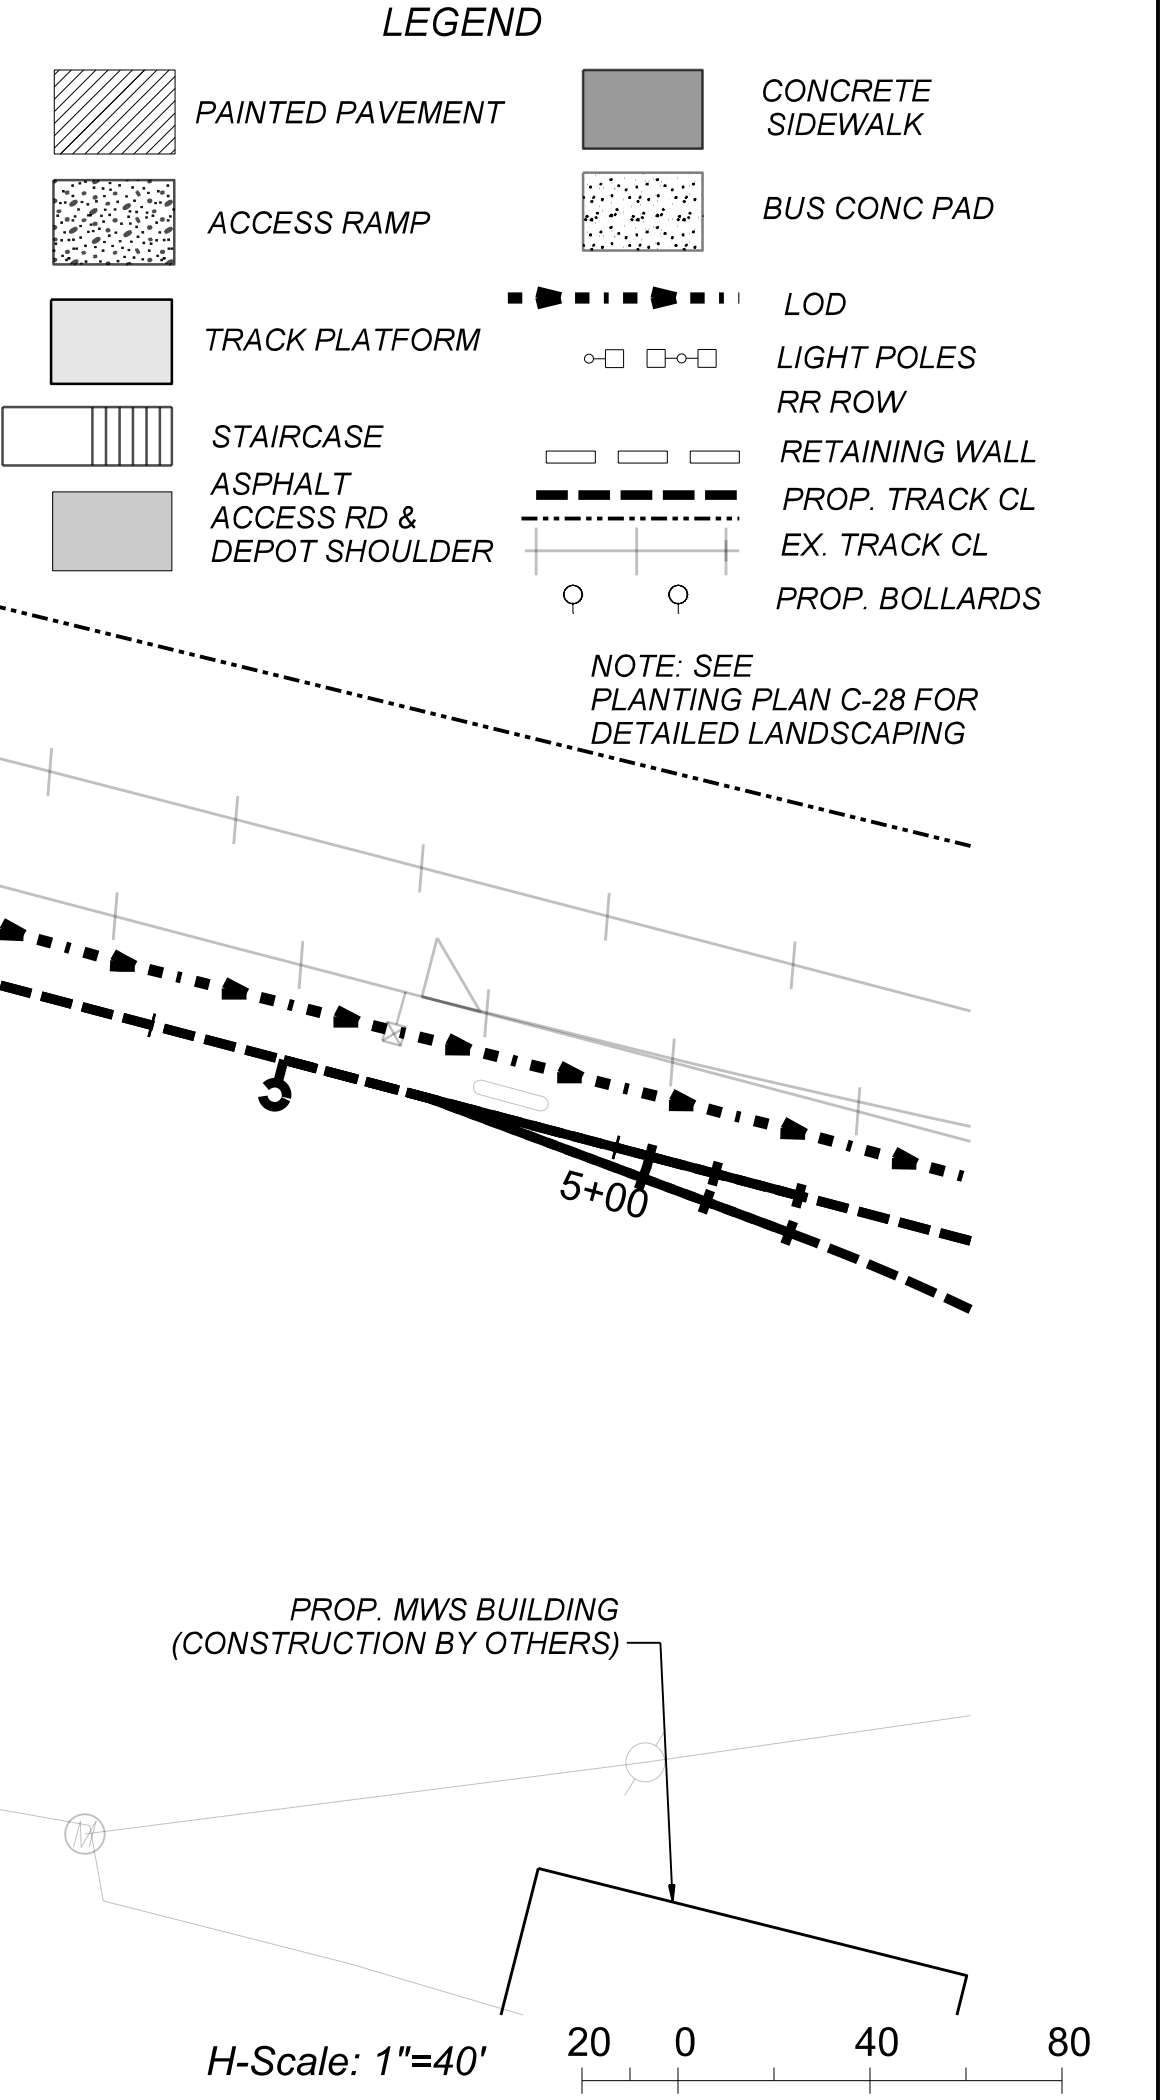 LEGEND
PAINTED PAVEMENT
ACCESS RAMP
TRACK PLATFORM
STAIRCASE
ASPHALT
ACCESS RD &
DEPOT SHOULDER
CONCRETE
SIDEWALK
BUS CONC PAD
LOD
LIGHT POLES
RR ROW
RETAINING WALL
PROP. TRACK CL
EX. TRACK CL
PROP. BOLLARDS
NOTE: SEE
PLANTING PLAN C-28 FOR
DETAILED LANDSCAPING
5+00
PROP. MWS BUILDING
(CONSTRUCTION BY OTHERS)
M
H-Scale: 1"=40'
20 0 40 80